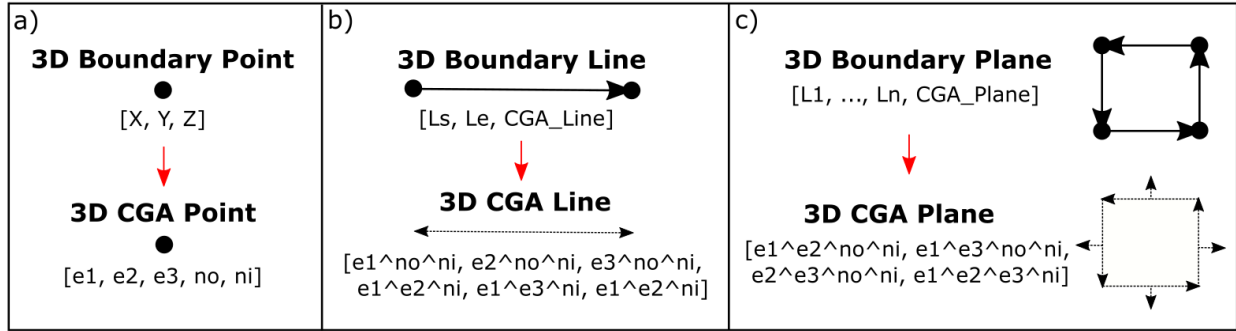 a)
3D Boundary Point
[X, Y, Z]
3D CGA Point
[e1, e2, e3, no, ni]
b)
3D Boundary Line
[Ls, Le, CGA_Line]
3D CGA Line
[e1^no^ni, e2^no^ni, e3^no^ni,
e1^e2^ni, e1^e3^ni, e1^e2^ni]
c)
3D Boundary Plane
[L1, ..., Ln, CGA_Plane]
3D CGA Plane
[e1^e2^no^ni, e1^e3^no^ni,
e2^e3^no^ni, e1^e2^e3^ni]